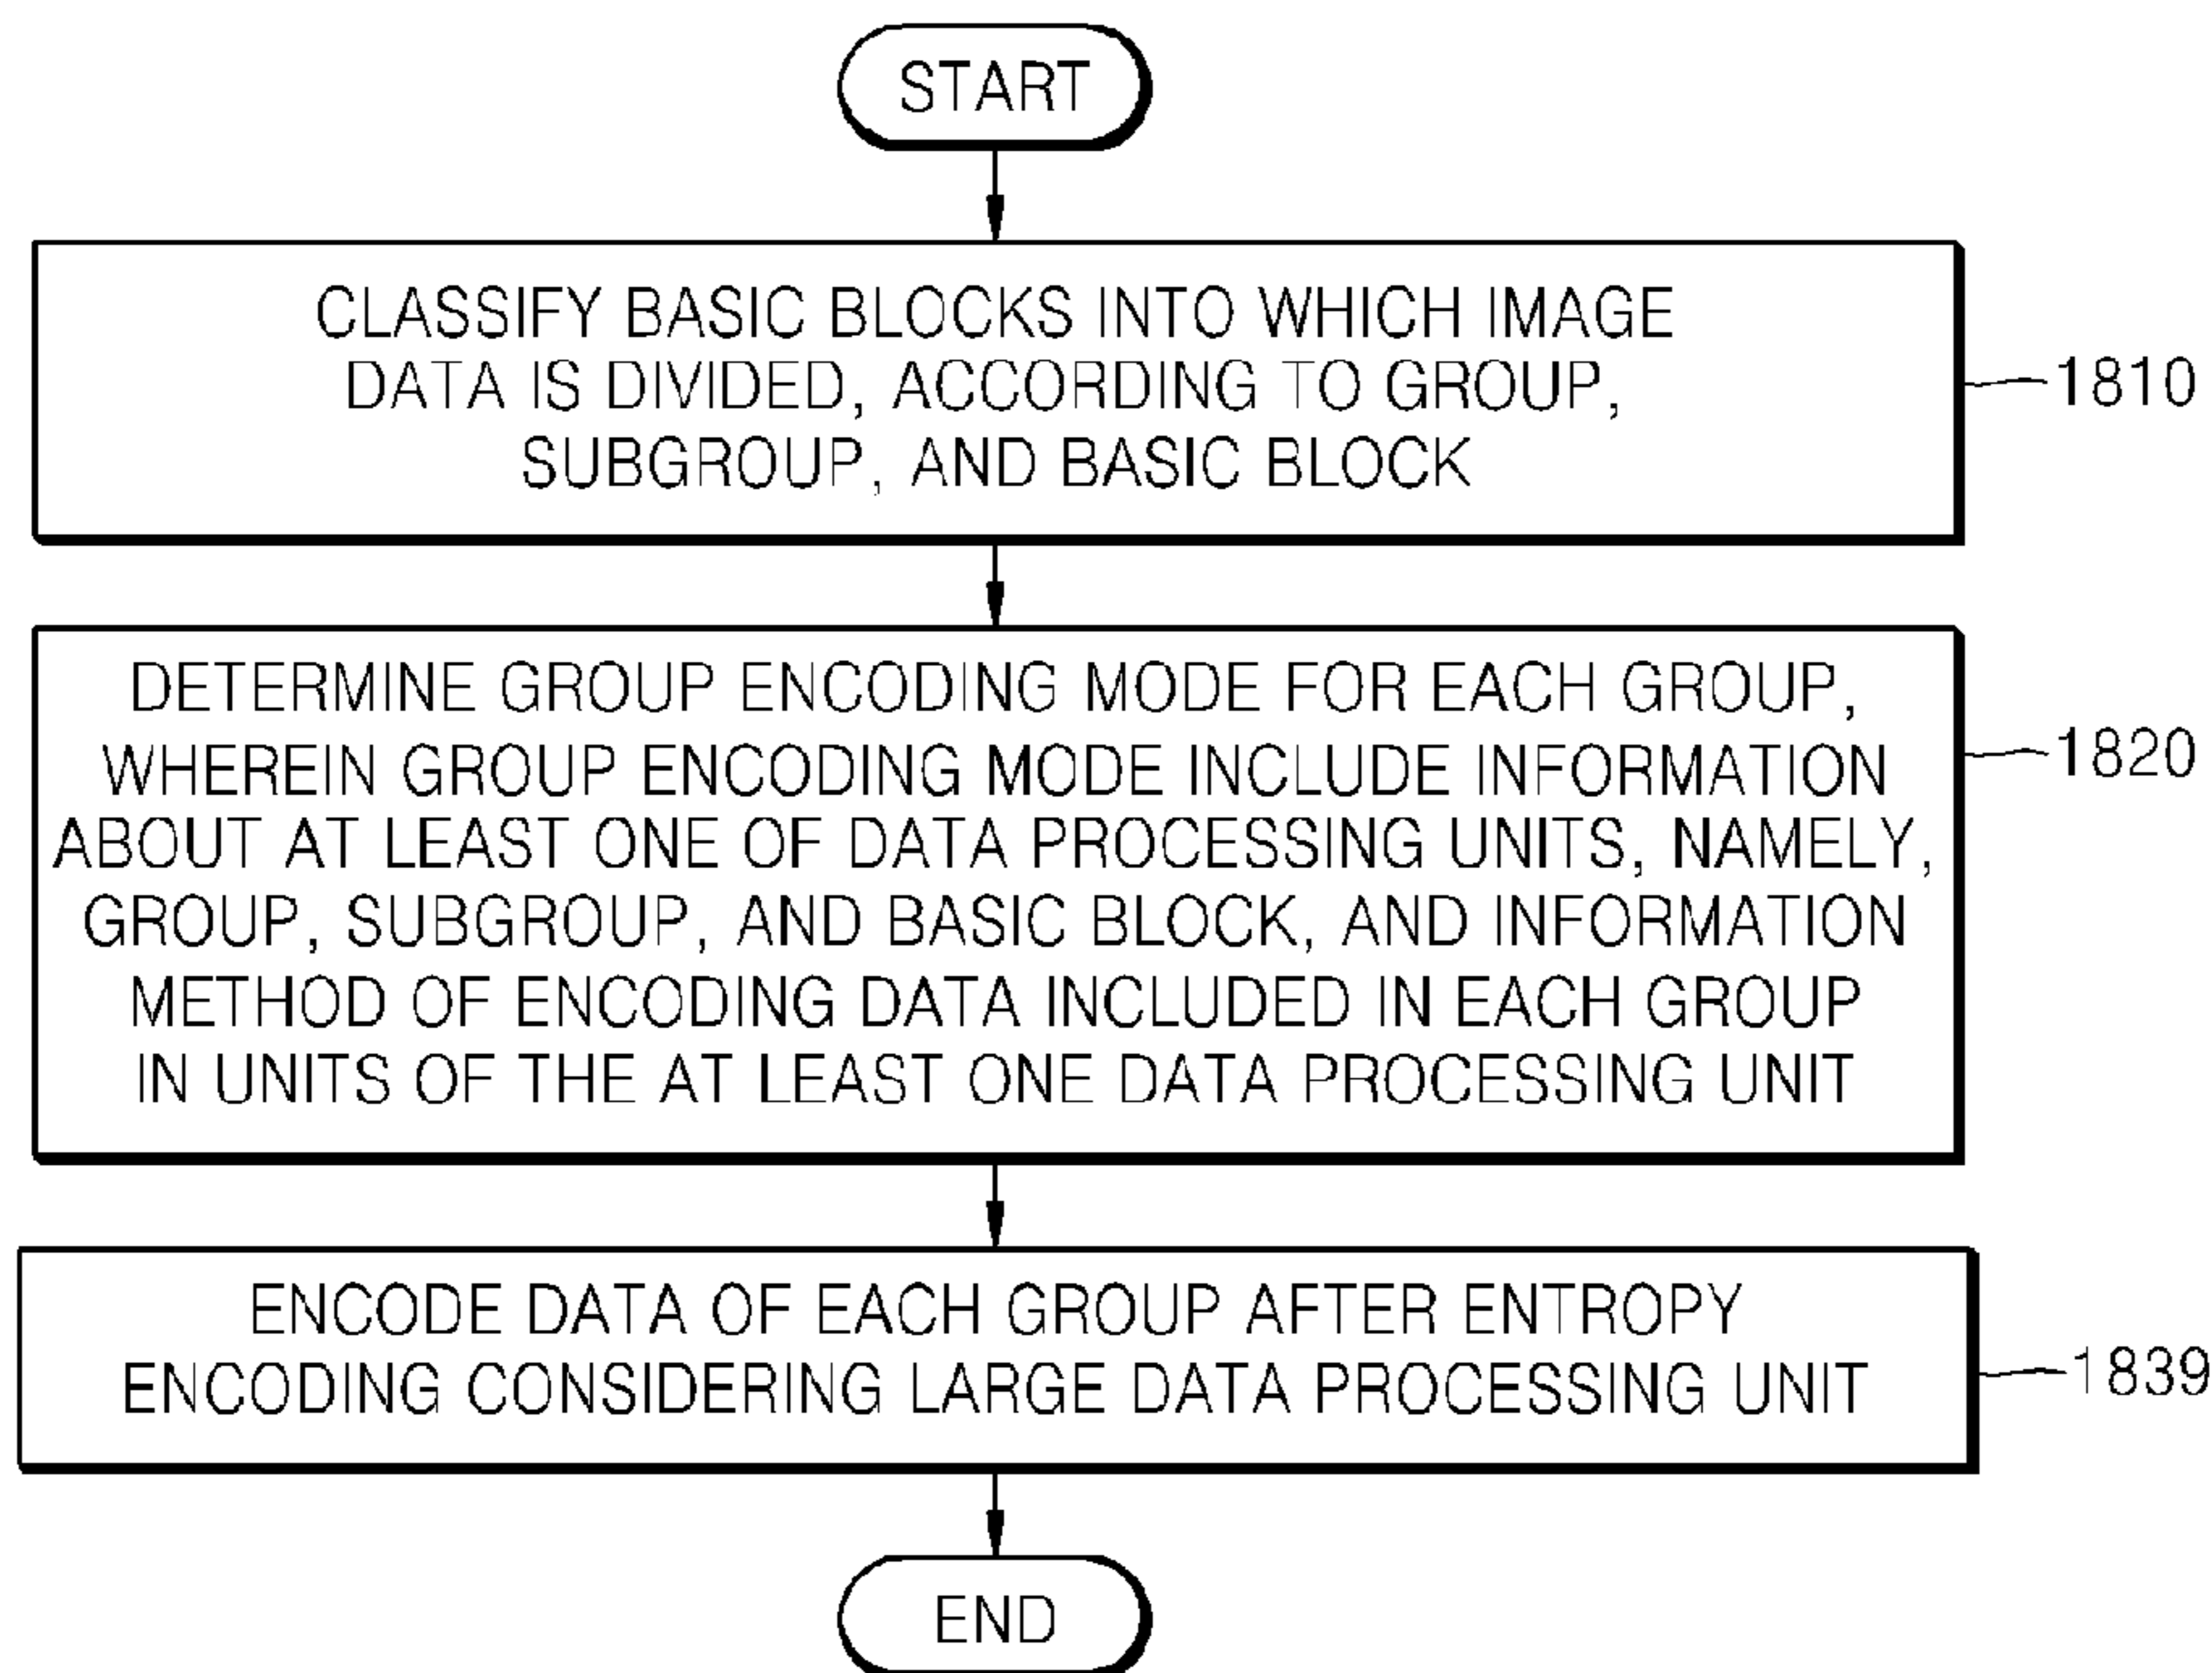 START
CLASSIFY BASIC BLOCKS INTO WHICH IMAGE
DATA IS DIVIDED, ACCORDING TO GROUP,
SUBGROUP, AND BASIC BLOCK
1810
DETERMINE GROUP ENCODING MODE FOR EACH GROUP,
WHEREIN GROUP ENCODING MODE INCLUDE INFORMATION
ABOUT AT LEAST ONE OF DATA PROCESSING UNITS, NAMELY,
GROUP, SUBGROUP, AND BASIC BLOCK, AND INFORMATION
METHOD OF ENCODING DATA INCLUDED IN EACH GROUP
IN UNITS OF THE AT LEAST ONE DATA PROCESSING UNIT
1820
ENCODE DATA OF EACH GROUP AFTER ENTROPY
ENCODING CONSIDERING LARGE DATA PROCESSING UNIT
1839
END